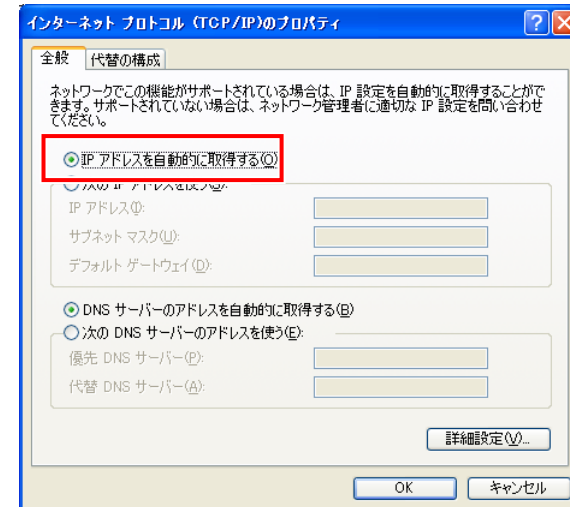 インターネット プロトコル (TCP/IP)のプロパティ
全般 代替の構成
ネットワークでこの機能がサポートされている場合は、IP 設定を自動的に取得することがで
きます。サポートされていない場合は、ネットワーク管理者に適切な IP 設定を問い合わせ
てください。
IP アドレスを自動的に取得する(O)
次の IP アドレスを使う(S):
IP アドレス(I):
サブネット マスク(U):
デフォルト ゲートウェイ(D):
DNS サーバーのアドレスを自動的に取得する(B)
次の DNS サーバーのアドレスを使う(E):
優先 DNS サーバー(P):
代替 DNS サーバー(A):
詳細設定(V)...
OK キャンセル